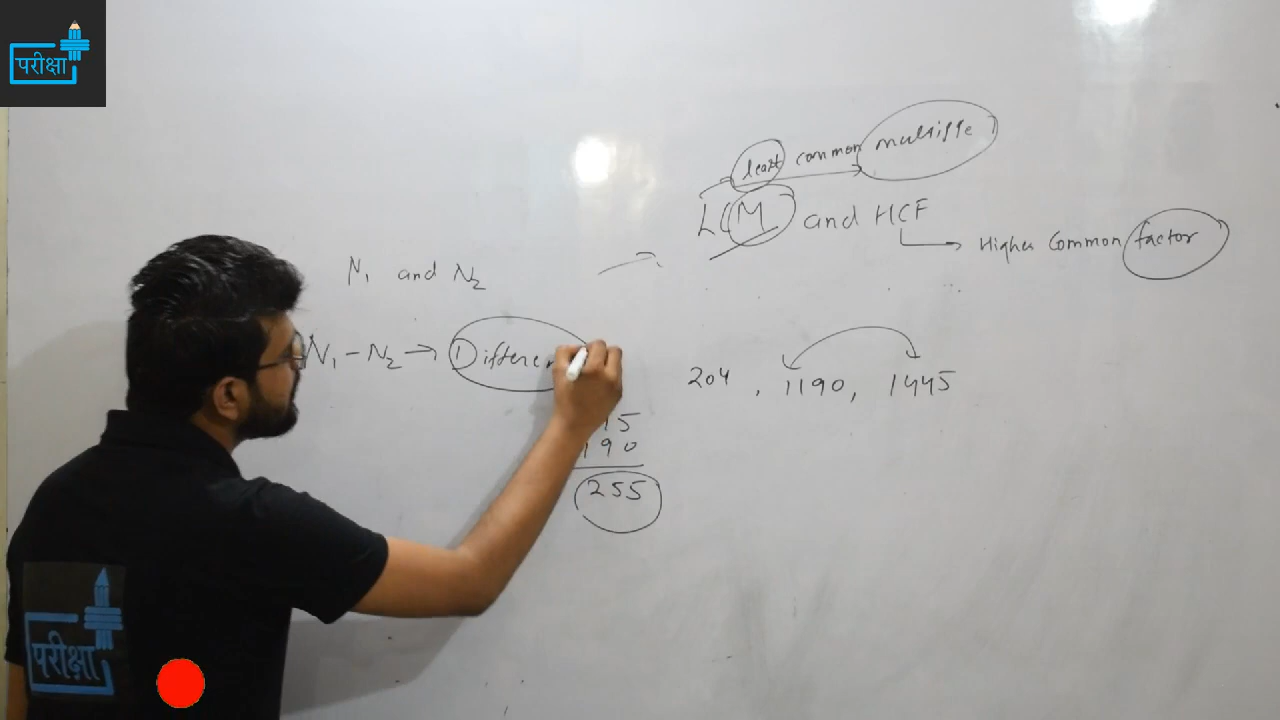 परीक्षा
least common multiple
LCM and HCF
Higher Common factor
N₁ and N₂
N₁ - N₂ → Differen
204 , 1190, 1445
15
190
255
परीक्षा